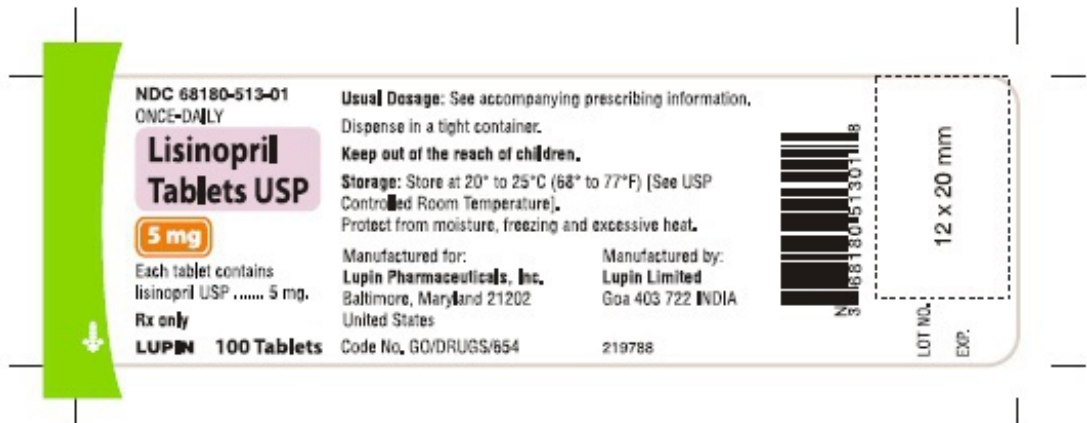 NDC 68180-513-01
ONCE-DAILY
Lisinopril
Tablets USP
5 mg
Each tablet contains
lisinopril USP ....... 5 mg.
Rx only
LUPIN 100 Tablets
Usual Dosage: See accompanying prescribing information.
Dispense in a tight container.
Keep out of the reach of children.
Storage: Store at 20° to 25°C (68° to 77°F) [See USP
Controlled Room Temperature].
Protect from moisture, freezing and excessive heat.
Manufactured for:
Lupin Pharmaceuticals, Inc.
Baltimore, Maryland 21202
United States
Manufactured by:
Lupin Limited
Goa 403 722 INDIA
Code No. GO/DRUGS/654
219788
N
3 68180 51301 8
12 x 20 mm
LOT NO.
EXP.